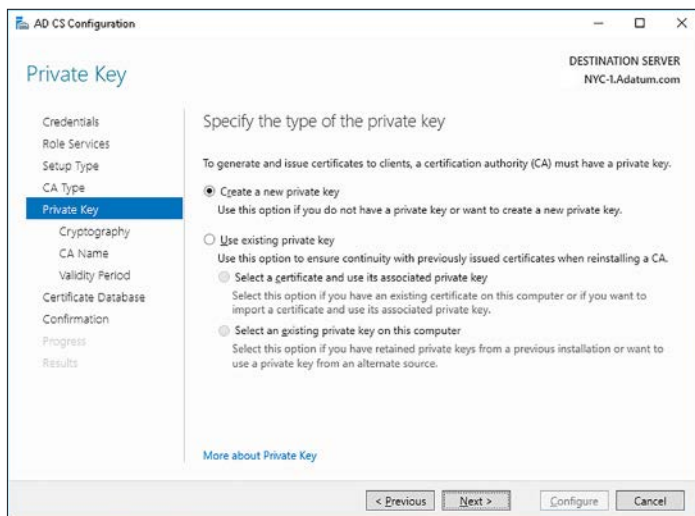 AD CS Configuration
Private Key
DESTINATION SERVER
NYC-1.Adatum.com
Credentials
Role Services
Setup Type
CA Type
Private Key
Cryptography
CA Name
Validity Period
Certificate Database
Confirmation
Progress
Results
Specify the type of the private key
To generate and issue certificates to clients, a certification authority (CA) must have a private key.
Create a new private key
Use this option if you do not have a private key or want to create a new private key.
Use existing private key
Use this option to ensure continuity with previously issued certificates when reinstalling a CA.
Select a certificate and use its associated private key
Select this option if you have an existing certificate on this computer or if you want to
import a certificate and use its associated private key.
Select an existing private key on this computer
Select this option if you have retained private keys from a previous installation or want to
use a private key from an alternate source.
More about Private Key
< Previous
Next >
Configure
Cancel